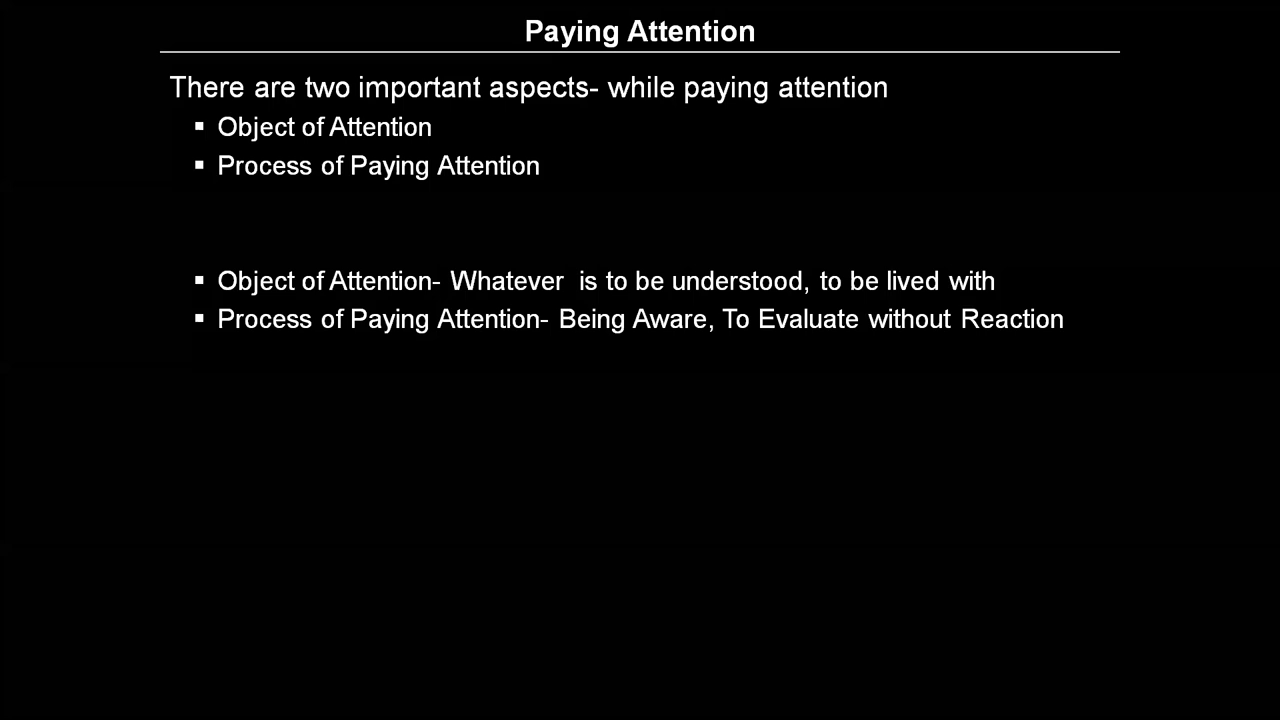 Paying Attention
There are two important aspects- while paying attention
▪ Object of Attention
▪ Process of Paying Attention
▪ Object of Attention- Whatever  is to be understood, to be lived with
▪ Process of Paying Attention- Being Aware, To Evaluate without Reaction